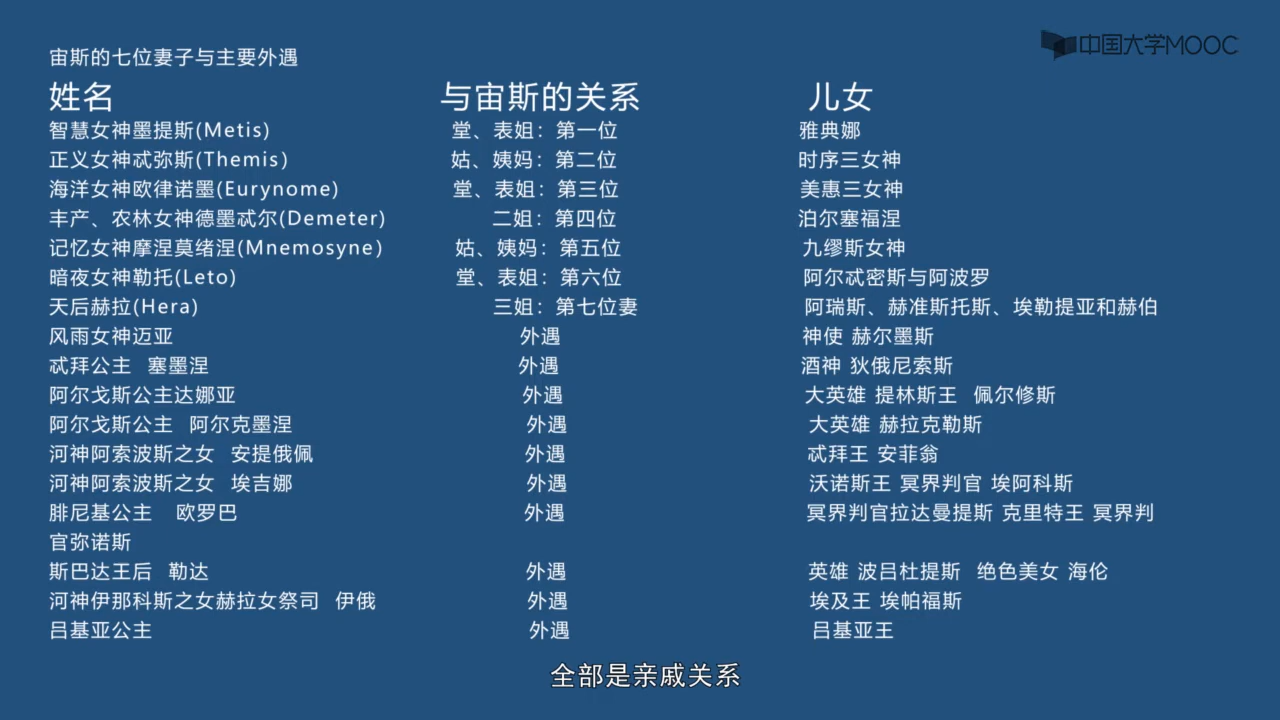 中国大学MOOC
宙斯的七位妻子与主要外遇
姓名 与宙斯的关系 儿女
智慧女神墨提斯(Metis) 堂、表姐：第一位 雅典娜
正义女神忒弥斯(Themis) 姑、姨妈：第二位 时序三女神
海洋女神欧律诺墨(Eurynome) 堂、表姐：第三位 美惠三女神
丰产、农林女神德墨忒尔(Demeter) 二姐：第四位 泊尔塞福涅
记忆女神摩涅莫绪涅(Mnemosyne) 姑、姨妈：第五位 九缪斯女神
暗夜女神勒托(Leto) 堂、表姐：第六位 阿尔忒密斯与阿波罗
天后赫拉(Hera) 三姐：第七位妻 阿瑞斯、赫准斯托斯、埃勒提亚和赫伯
风雨女神迈亚 外遇 神使 赫尔墨斯
忒拜公主 塞墨涅 外遇 酒神 狄俄尼索斯
阿尔戈斯公主达娜亚 外遇 大英雄 提林斯王 佩尔修斯
阿尔戈斯公主 阿尔克墨涅 外遇 大英雄 赫拉克勒斯
河神阿索波斯之女 安提俄佩 外遇 忒拜王 安菲翁
河神阿索波斯之女 埃吉娜 外遇 沃诺斯王 冥界判官 埃阿科斯
腓尼基公主 欧罗巴 外遇 冥界判官拉达曼提斯 克里特王 冥界判
官弥诺斯
斯巴达王后 勒达 外遇 英雄 波吕杜提斯 绝色美女 海伦
河神伊那科斯之女赫拉女祭司 伊俄 外遇 埃及王 埃帕福斯
吕基亚公主 外遇 吕基亚王
全部是亲戚关系